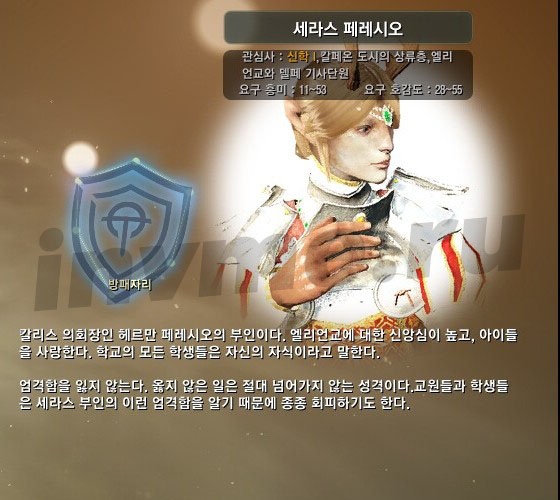 세라스 페레시오
관심사 : 신학 I,칼페온 도시의 상류층,엘리
언교와 델페 기사단원
요구 흥미 : 11~53 요구 호감도 : 28~55
방패자리
칼리스 의회장인 헤르만 페레시오의 부인이다. 엘리언교에 대한 신앙심이 높고, 아이들
을 사랑한다. 학교의 모든 학생들은 자신의 자식이라고 말한다.
엄격함을 잃지 않는다. 옳지 않은 일은 절대 넘어가지 않는 성격이다.교원들과 학생들
은 세라스 부인의 이런 엄격함을 알기 때문에 종종 회피하기도 한다.